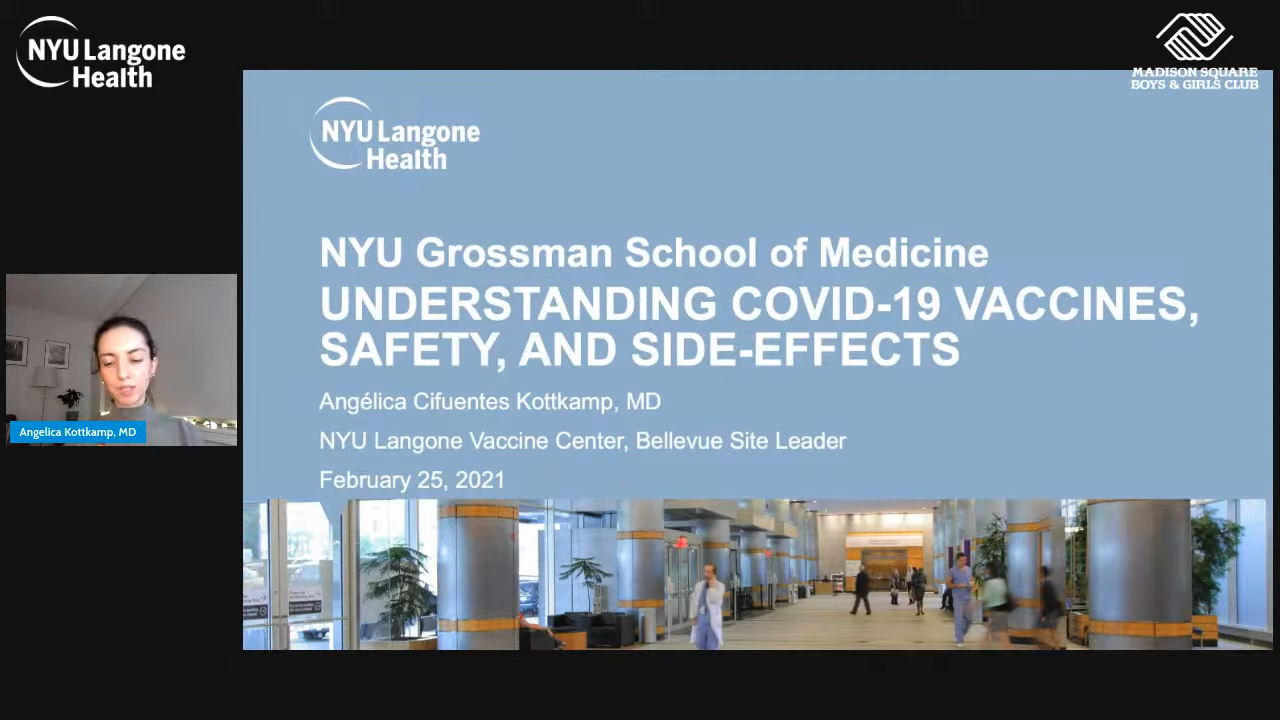 NYU Langone
Health
MADISON SQUARE
BOYS & GIRLS CLUB
NYU Langone
Health
NYU Grossman School of Medicine
UNDERSTANDING COVID-19 VACCINES,
SAFETY, AND SIDE-EFFECTS
Angélica Cifuentes Kottkamp, MD
NYU Langone Vaccine Center, Bellevue Site Leader
February 25, 2021
Angelica Kottkamp, MD